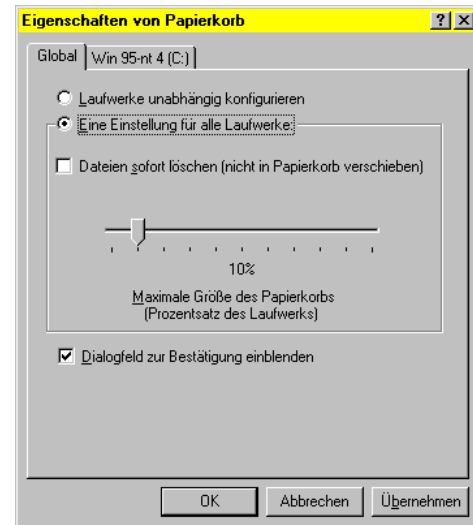 Eigenschaften von Papierkorb
Global Win 95-nt 4 (C:)
Laufwerke unabhängig konfigurieren
Eine Einstellung für alle Laufwerke:
Dateien sofort löschen (nicht in Papierkorb verschieben)
10%
Maximale Größe des Papierkorbs
(Prozentsatz des Laufwerks)
Dialogfeld zur Bestätigung einblenden
OK Abbrechen Übernehmen